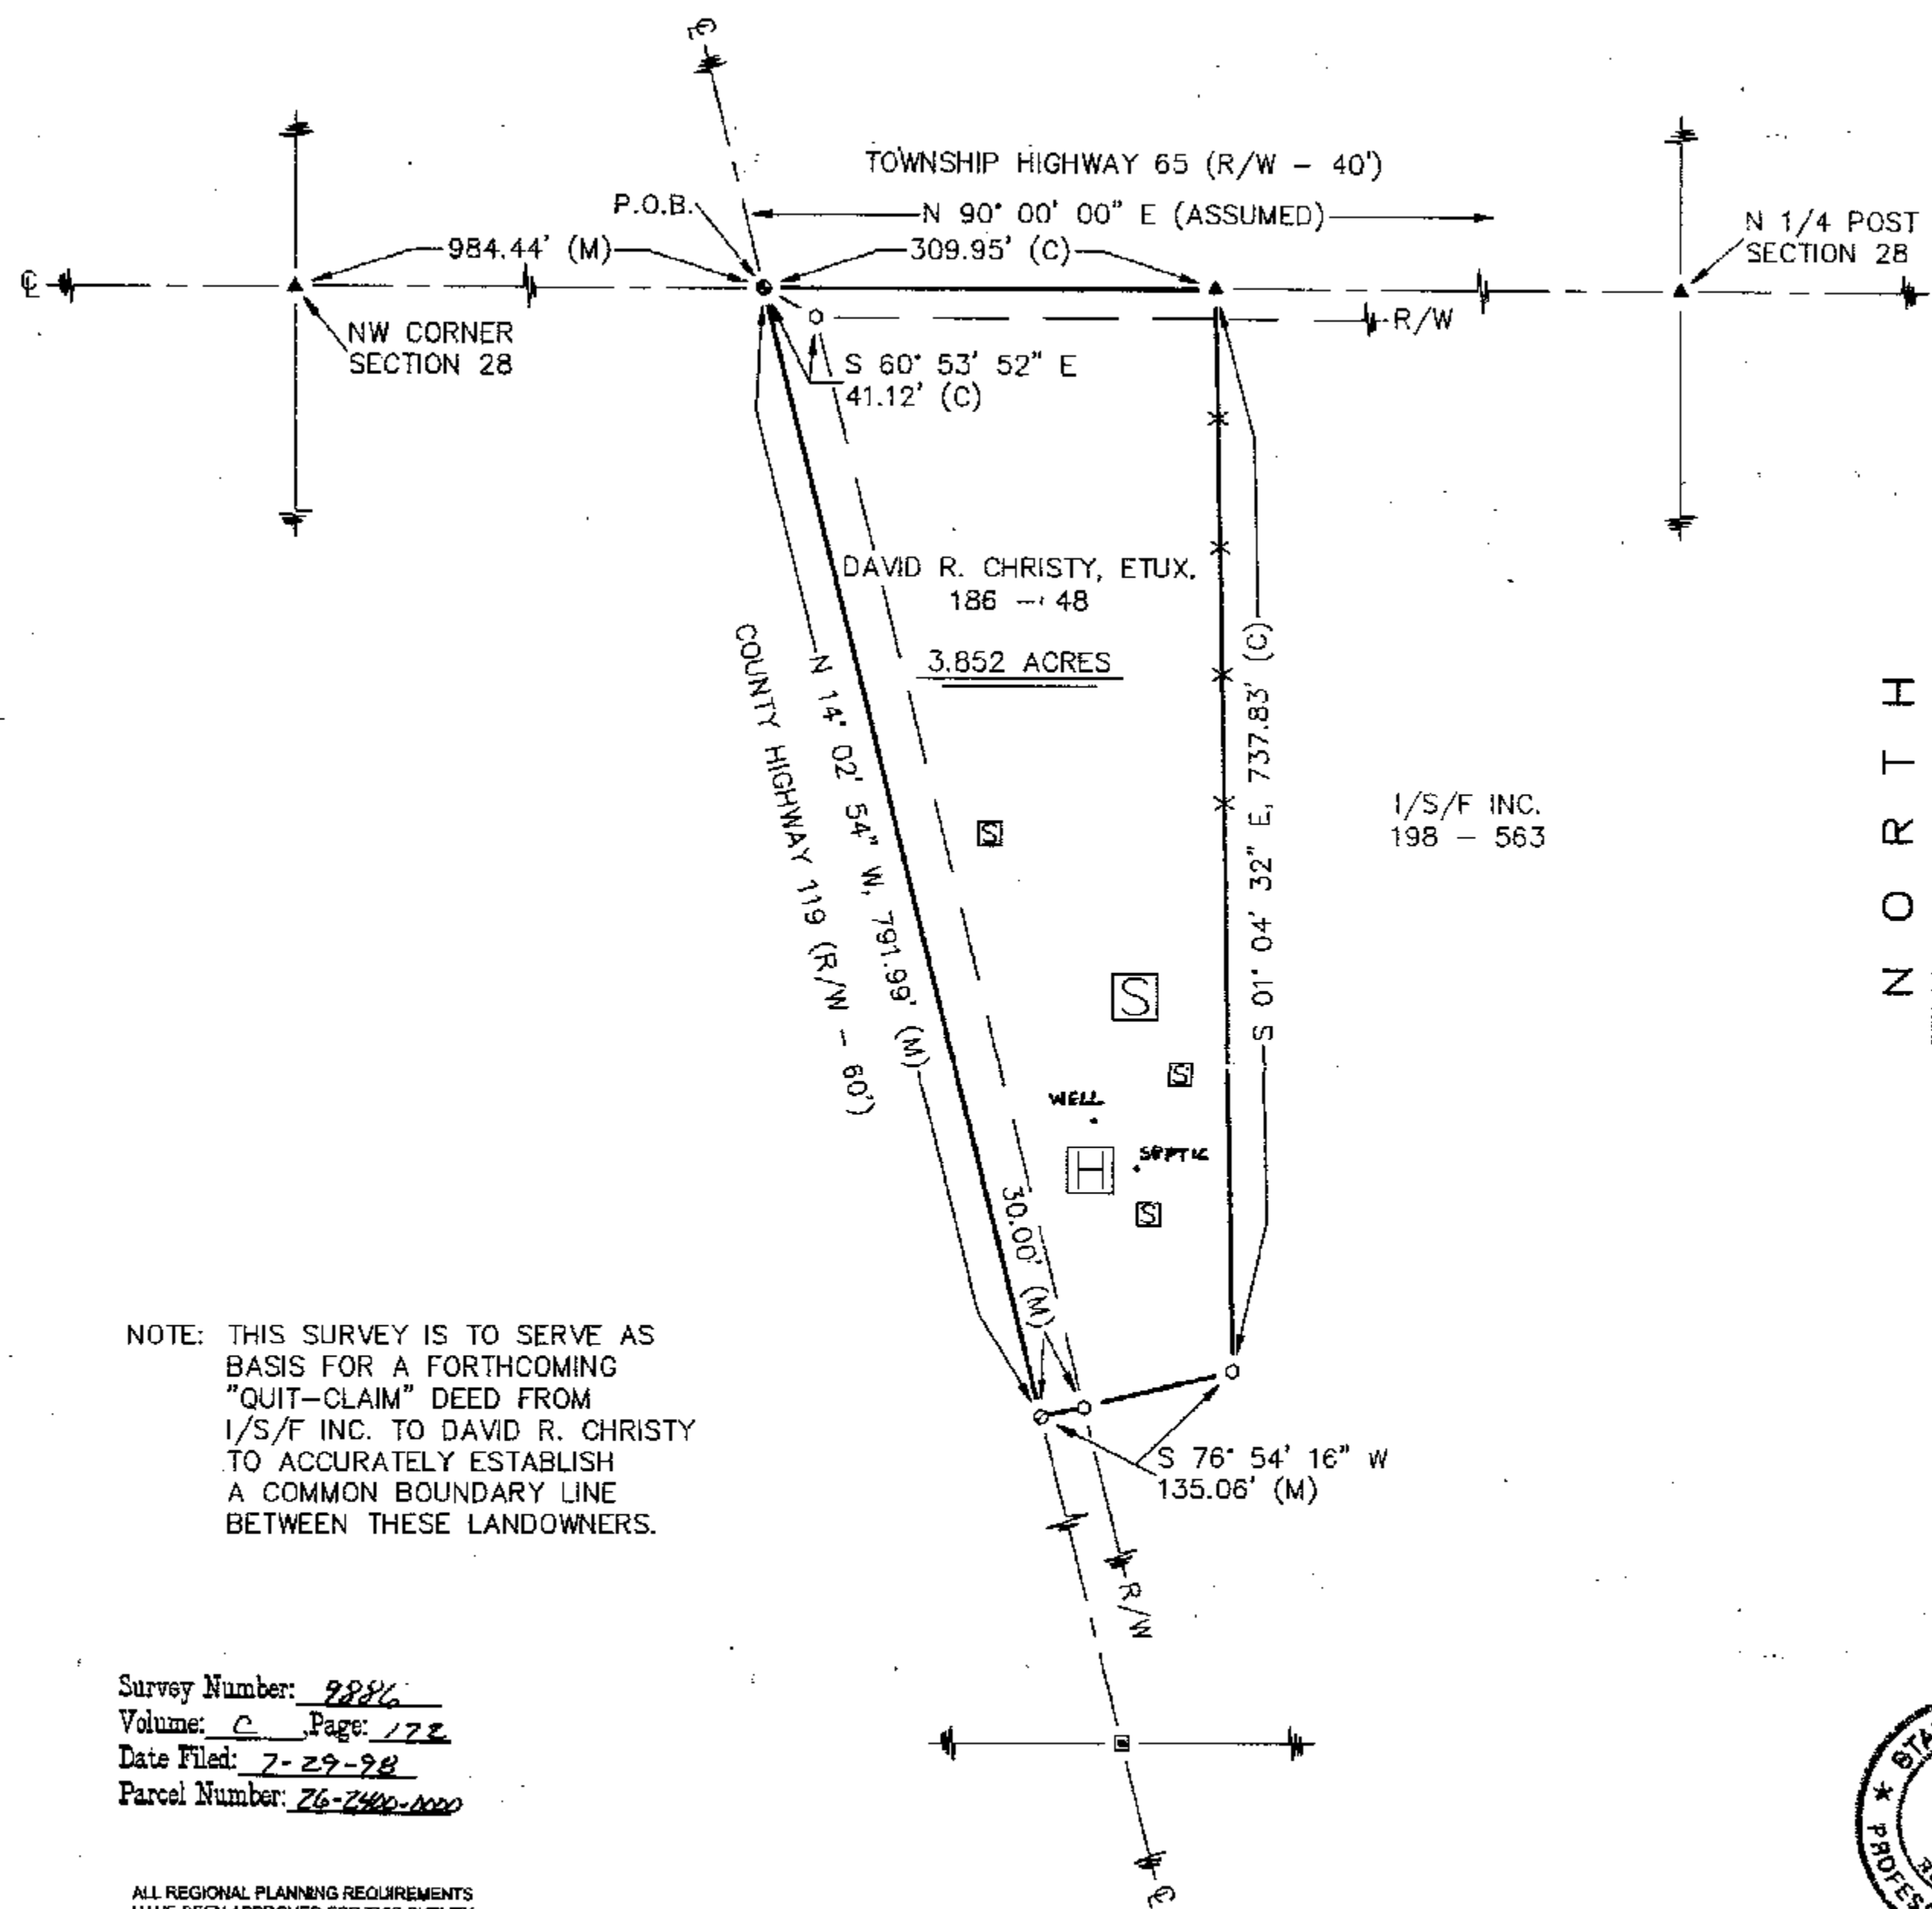 ℄
TOWNSHIP HIGHWAY 65 (R/W - 40')
P.O.B.
N 90° 00' 00" E (ASSUMED)
984.44' (M)
309.95' (C)
N 1/4 POST
SECTION 28
℄
R/W
NW CORNER
SECTION 28
S 60° 53' 52" E
41.12' (C)
DAVID R. CHRISTY, ETUX.
186 - 48
3.852 ACRES
COUNTY HIGHWAY 119 (R/W - 60')
N 14° 02' 54" W, 791.99' (M)
S 01° 04' 32" E, 737.83' (C)
I/S/F INC.
198 - 563
NORTH
S
S
S
WELL
H
SEPTIC
S
30.00' (M)
S 76° 54' 16" W
135.06' (M)
NOTE: THIS SURVEY IS TO SERVE AS
BASIS FOR A FORTHCOMING
"QUIT-CLAIM" DEED FROM
I/S/F INC. TO DAVID R. CHRISTY
TO ACCURATELY ESTABLISH
A COMMON BOUNDARY LINE
BETWEEN THESE LANDOWNERS.
R/W
℄
Survey Number: 9886
Volume: C ,Page: 172
Date Filed: 7-29-98
Parcel Number: 26-2400-0000
ALL REGIONAL PLANNING REQUIREMENTS